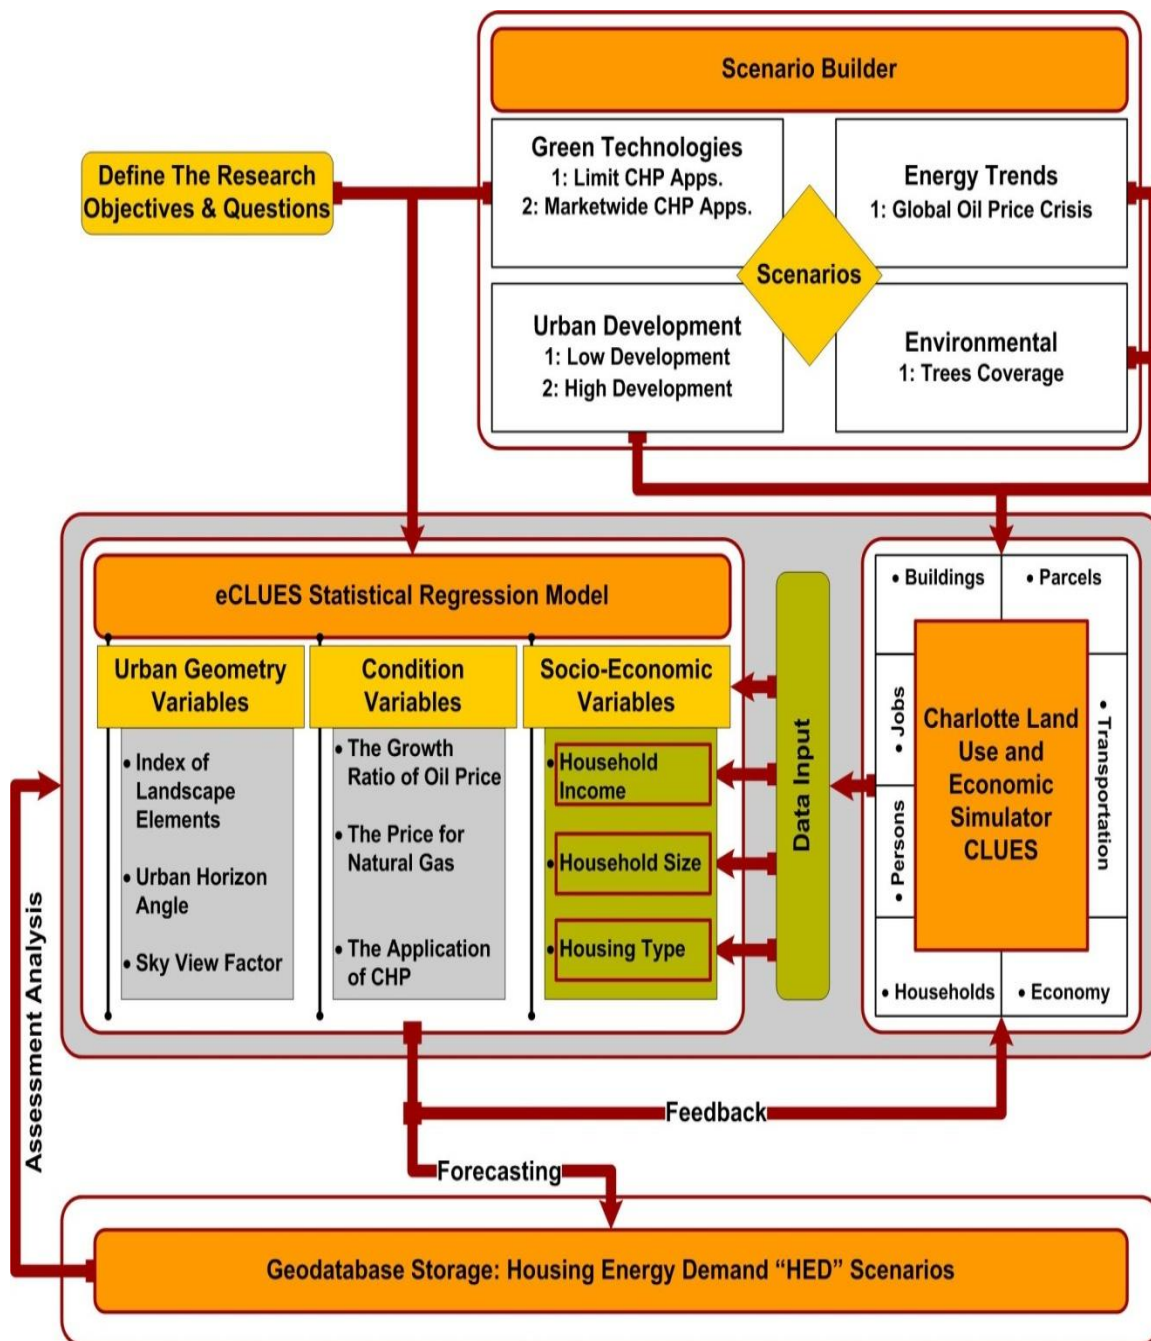 Scenario Builder
Define The Research
Objectives & Questions
Green Technologies
1: Limit CHP Apps.
2: Marketwide CHP Apps.
Energy Trends
1: Global Oil Price Crisis
Scenarios
Urban Development
1: Low Development
2: High Development
Environmental
1: Trees Coverage
eCLUES Statistical Regression Model
Urban Geometry
Variables
• Index of
Landscape
Elements
• Urban Horizon
Angle
• Sky View Factor
Condition
Variables
• The Growth
Ratio of Oil Price
• The Price for
Natural Gas
• The Application
of CHP
Socio-Economic
Variables
• Household
Income
• Household Size
• Housing Type
Data Input
• Buildings
• Parcels
• Jobs
• Persons
Charlotte Land
Use and
Economic
Simulator
CLUES
• Transportation
• Households
• Economy
Assessment Analysis
Feedback
Forecasting
Geodatabase Storage: Housing Energy Demand “HED” Scenarios